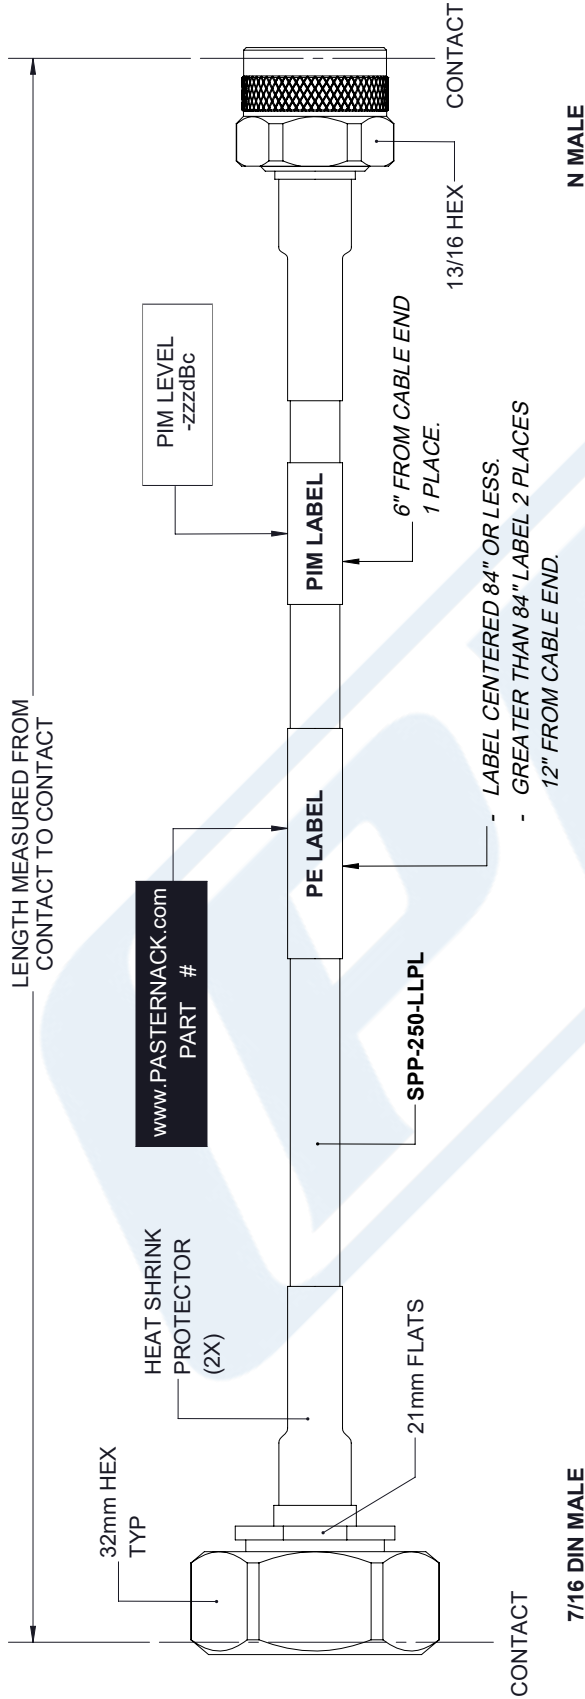 LENGTH MEASURED FROM
CONTACT TO CONTACT
32mm HEX
TYP
HEAT SHRINK
PROTECTOR
(2X)
www.PASTERNACK.com
PART #
PIM LEVEL
-zzzdBc
PE LABEL
PIM LABEL
21mm FLATS
SPP-250-LLPL
- LABEL CENTERED 84" OR LESS.
- GREATER THAN 84" LABEL 2 PLACES
12" FROM CABLE END.
6" FROM CABLE END
1 PLACE.
13/16 HEX
CONTACT
CONTACT
7/16 DIN MALE
N MALE